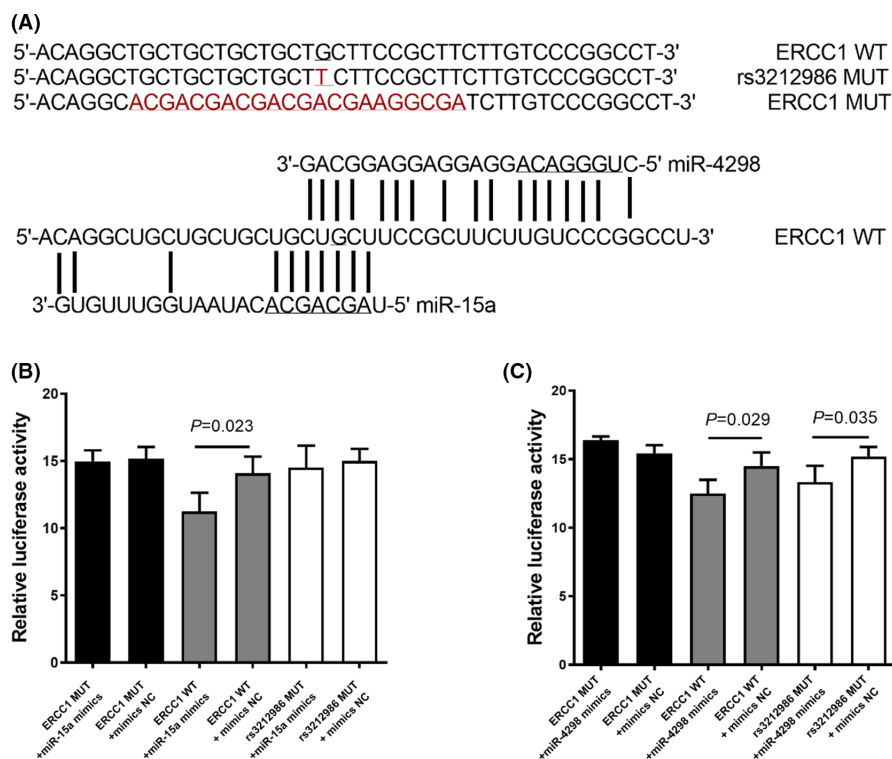 (A)
5'-ACAGGCTGCTGCTGCTGCTGCTTCCGCTTCTTGTCCCGGCCT-3' ERCC1 WT
5'-ACAGGCTGCTGCTGCTGCTTCTTCCGCTTCTTGTCCCGGCCT-3' rs3212986 MUT
5'-ACAGGCACGACGACGACGACGAAGGCGATCTTGTCCCGGCCT-3' ERCC1 MUT
3'-GACGGAGGAGGAGGACAGGGUC-5' miR-4298
5'-ACAGGCUGCUGCUGCUGCUGCUUCCGCUUCUUGUCCCGGCCU-3' ERCC1 WT
3'-GUGUUUGGUAAUACACGACGAU-5' miR-15a
(B)
Relative luciferase activity
20
15
10
5
0
P=0.023
ERCC1 MUT
+miR-15a mimics
ERCC1 MUT
+mimics NC
ERCC1 WT
+miR-15a mimics
ERCC1 WT
+ mimics NC
rs3212986 MUT
+miR-15a mimics
rs3212986 MUT
+ mimics NC
(C)
Relative luciferase activity
20
15
10
5
0
P=0.029
P=0.035
ERCC1 MUT
+miR-4298 mimics
ERCC1 MUT
+mimics NC
ERCC1 WT
+miR-4298 mimics
ERCC1 WT
+ mimics NC
rs3212986 MUT
+miR-4298 mimics
rs3212986 MUT
+ mimics NC